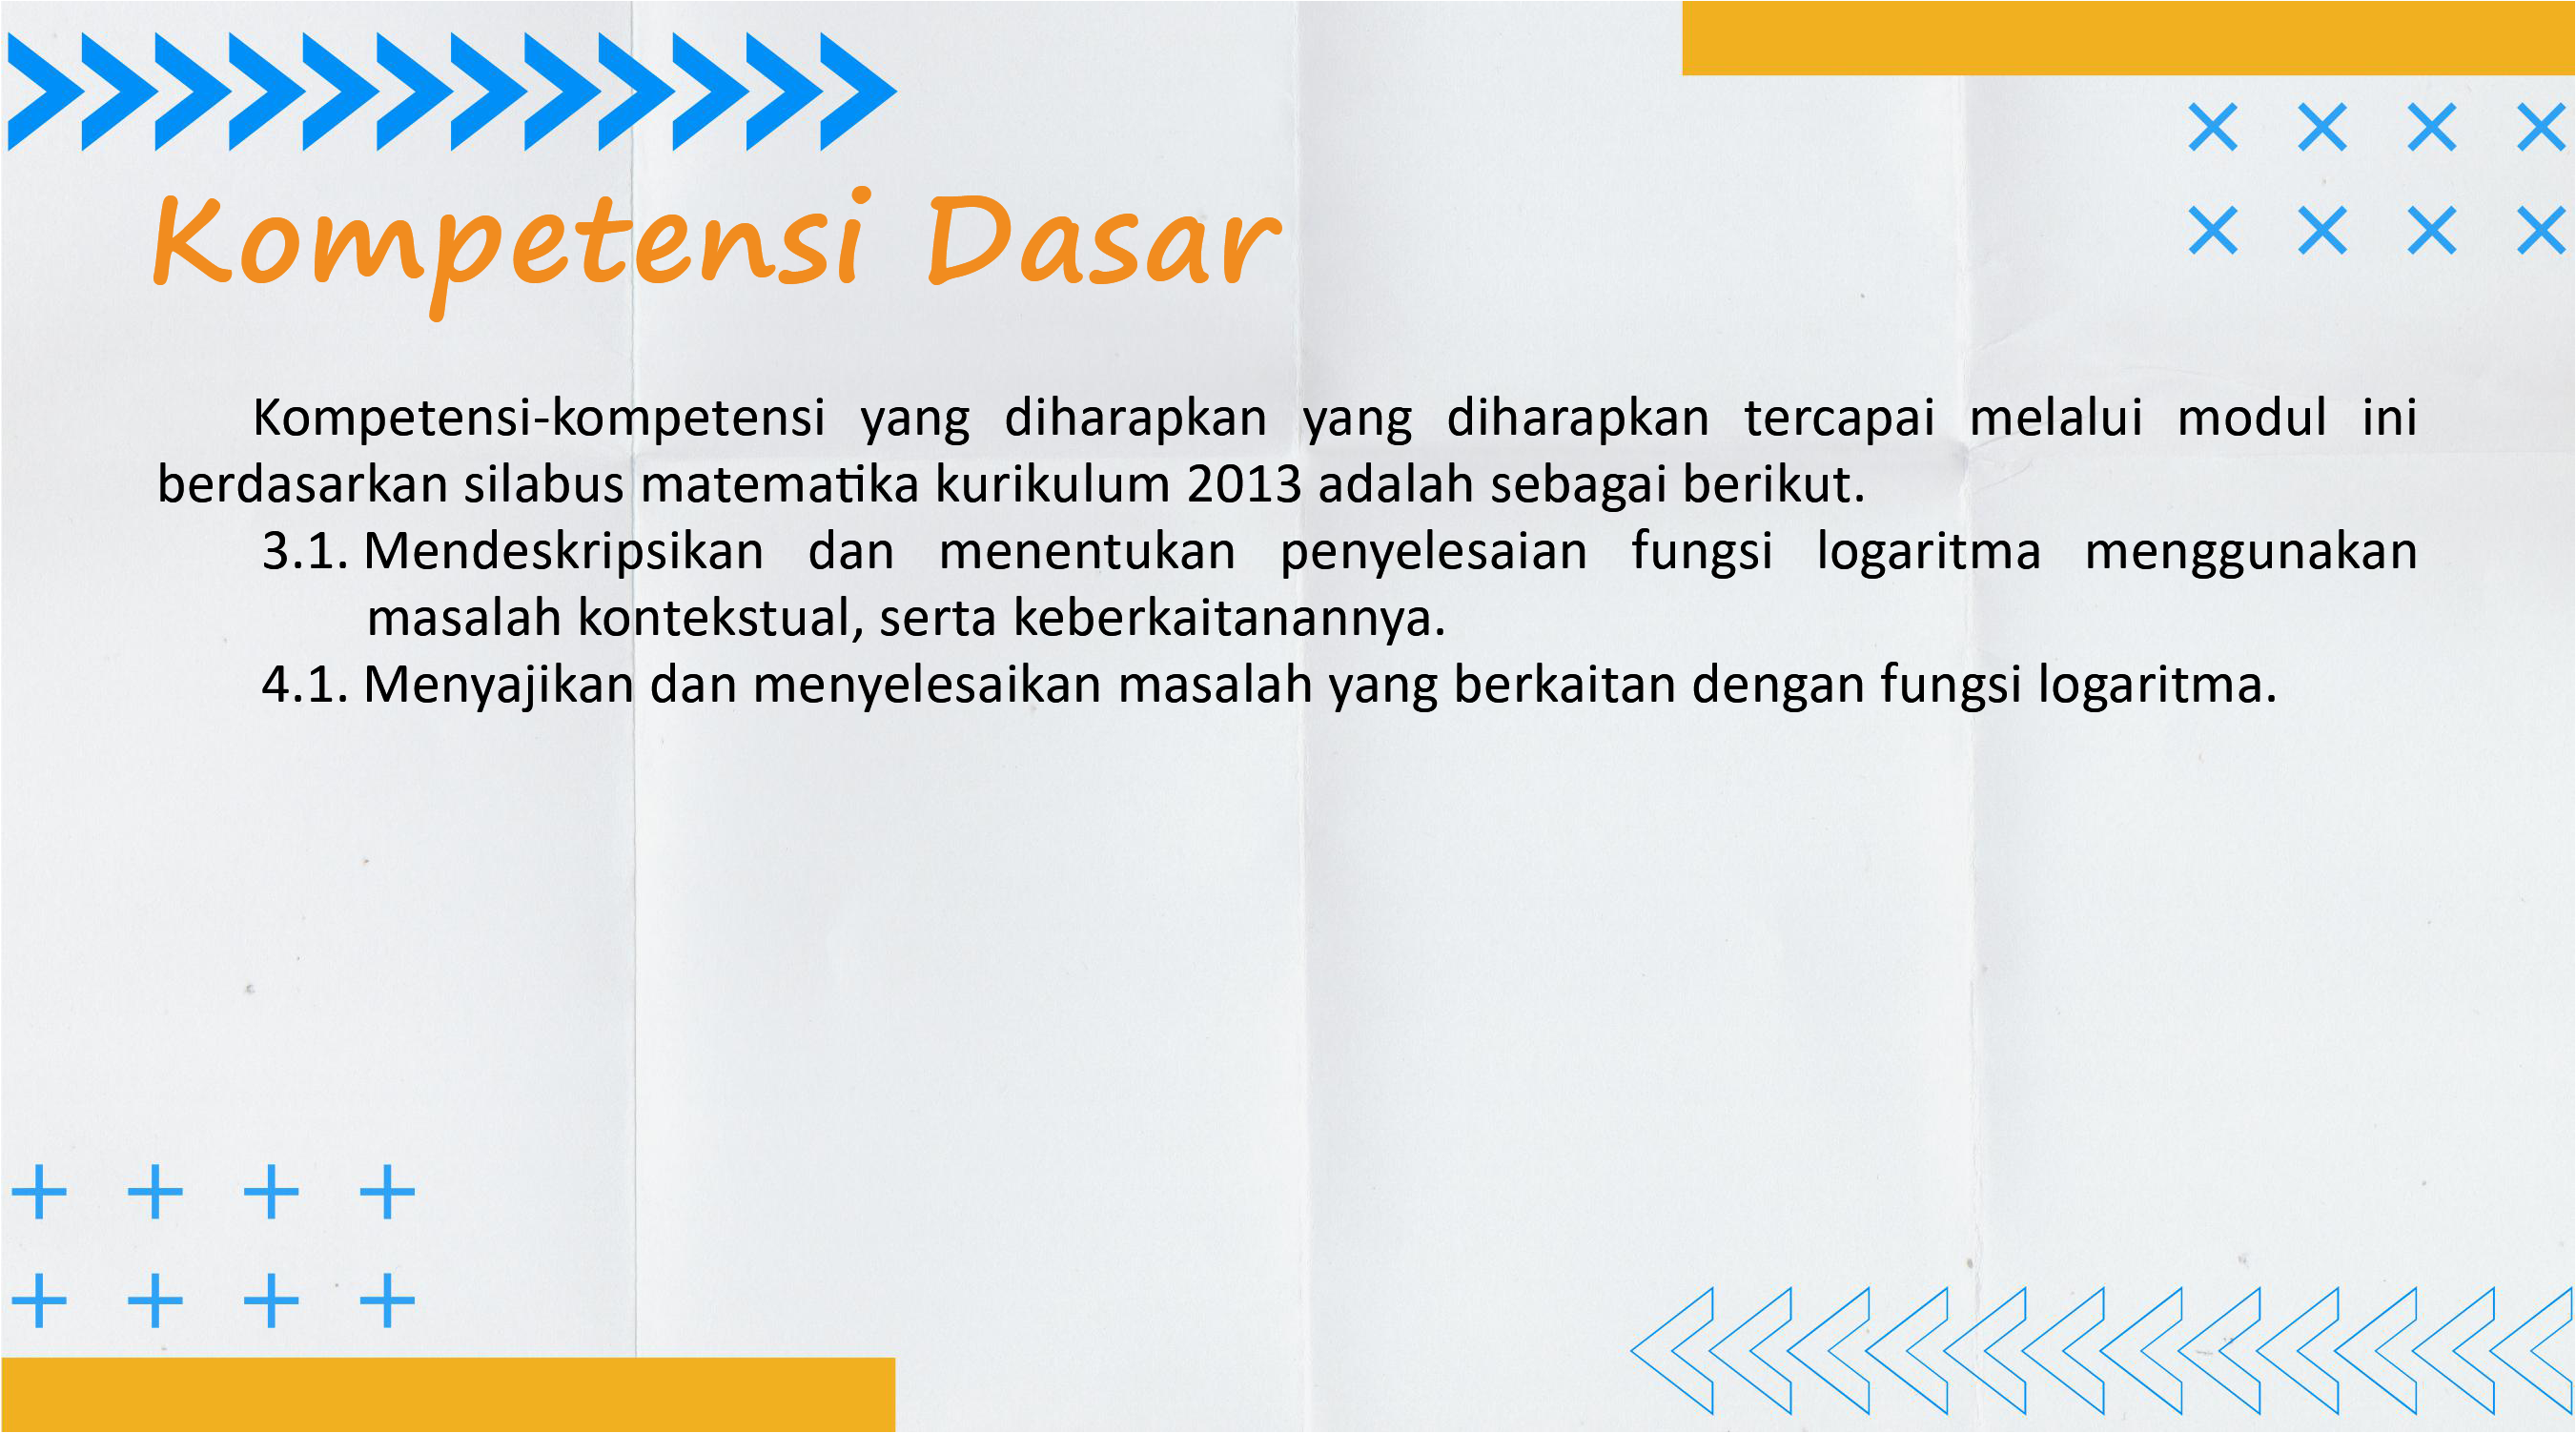 Kompetensi Dasar
Kompetensi-kompetensi yang diharapkan yang diharapkan tercapai melalui modul ini
berdasarkan silabus matematika kurikulum 2013 adalah sebagai berikut.
3.1. Mendeskripsikan dan menentukan penyelesaian fungsi logaritma menggunakan
masalah kontekstual, serta keberkaitanannya.
4.1. Menyajikan dan menyelesaikan masalah yang berkaitan dengan fungsi logaritma.